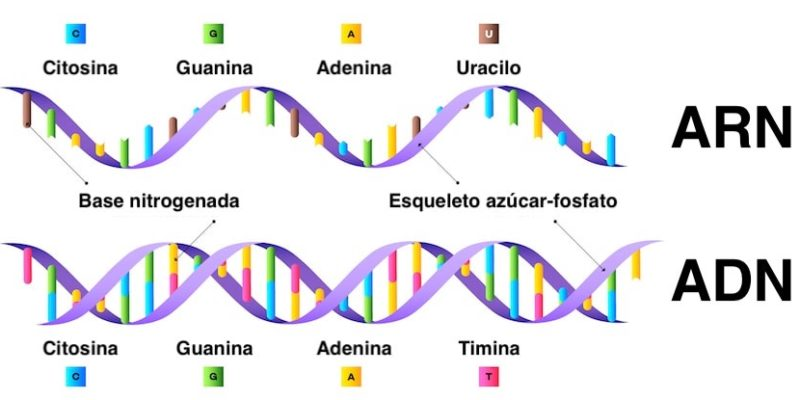 C G A U
Citosina Guanina Adenina Uracilo
ARN
Base nitrogenada Esqueleto azúcar-fosfato
ADN
Citosina Guanina Adenina Timina
C G A T